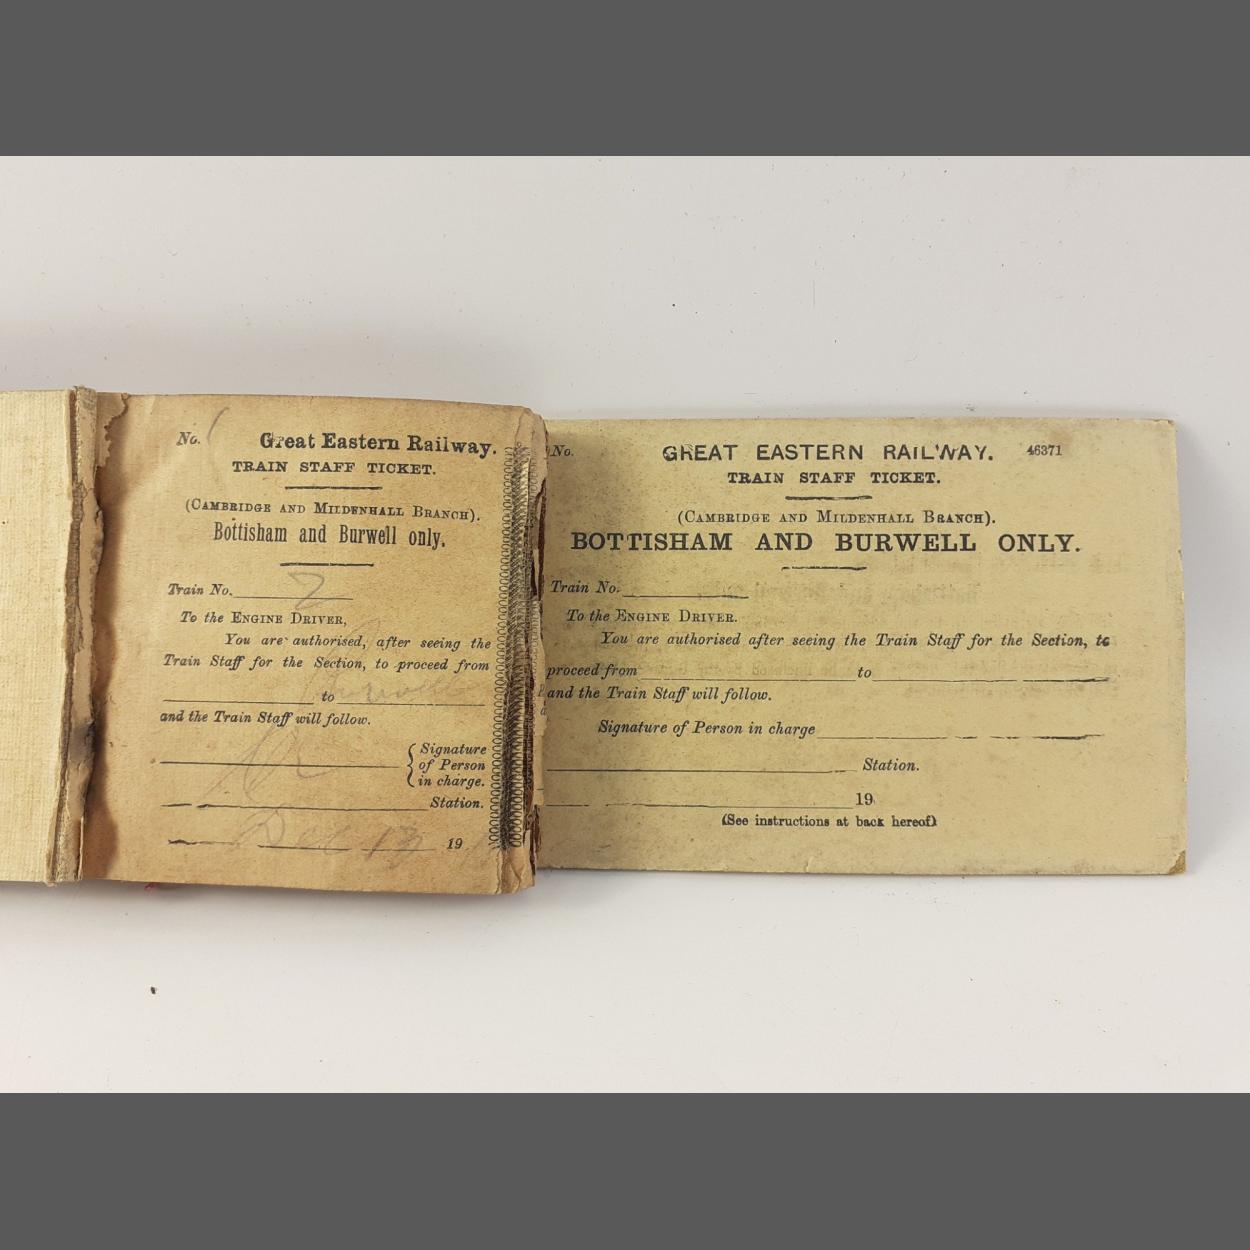 No. 1
Great Eastern Railway.
TRAIN STAFF TICKET.
(CAMBRIDGE AND MILDENHALL BRANCH).
Bottisham and Burwell only.
Train No. 7
To the ENGINE DRIVER,
You are authorised, after seeing the
Train Staff for the Section, to proceed from
to Burwell
and the Train Staff will follow.
Signature
of Person
in charge.
Station.
Dec 13 19
No.
GREAT EASTERN RAILWAY. 46371
TRAIN STAFF TICKET.
(CAMBRIDGE AND MILDENHALL BRANCH).
BOTTISHAM AND BURWELL ONLY.
Train No.
To the ENGINE DRIVER.
You are authorised after seeing the Train Staff for the Section, to
proceed from to
and the Train Staff will follow.
Signature of Person in charge
Station.
19
(See instructions at back hereof)